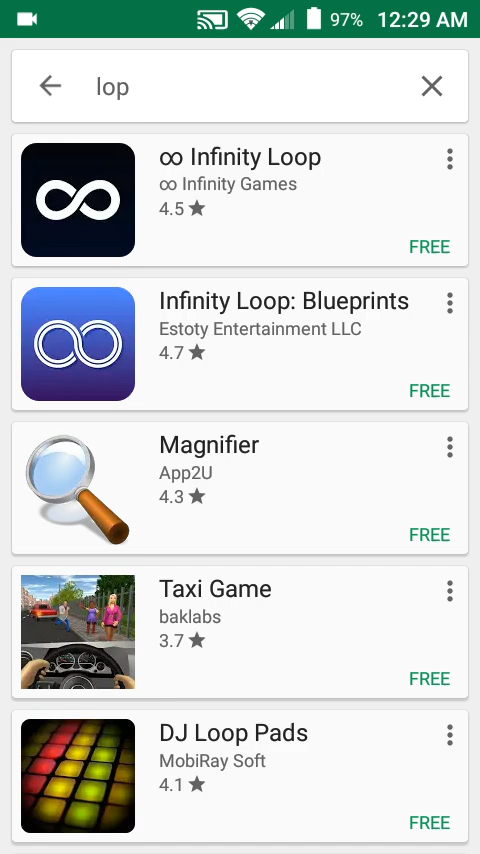 97% 12:29 AM
lop
∞ Infinity Loop
∞ Infinity Games
4.5 ★
FREE
Infinity Loop: Blueprints
Estoty Entertainment LLC
4.7 ★
FREE
Magnifier
App2U
4.3 ★
FREE
Taxi Game
baklabs
3.7 ★
FREE
DJ Loop Pads
MobiRay Soft
4.1 ★
FREE